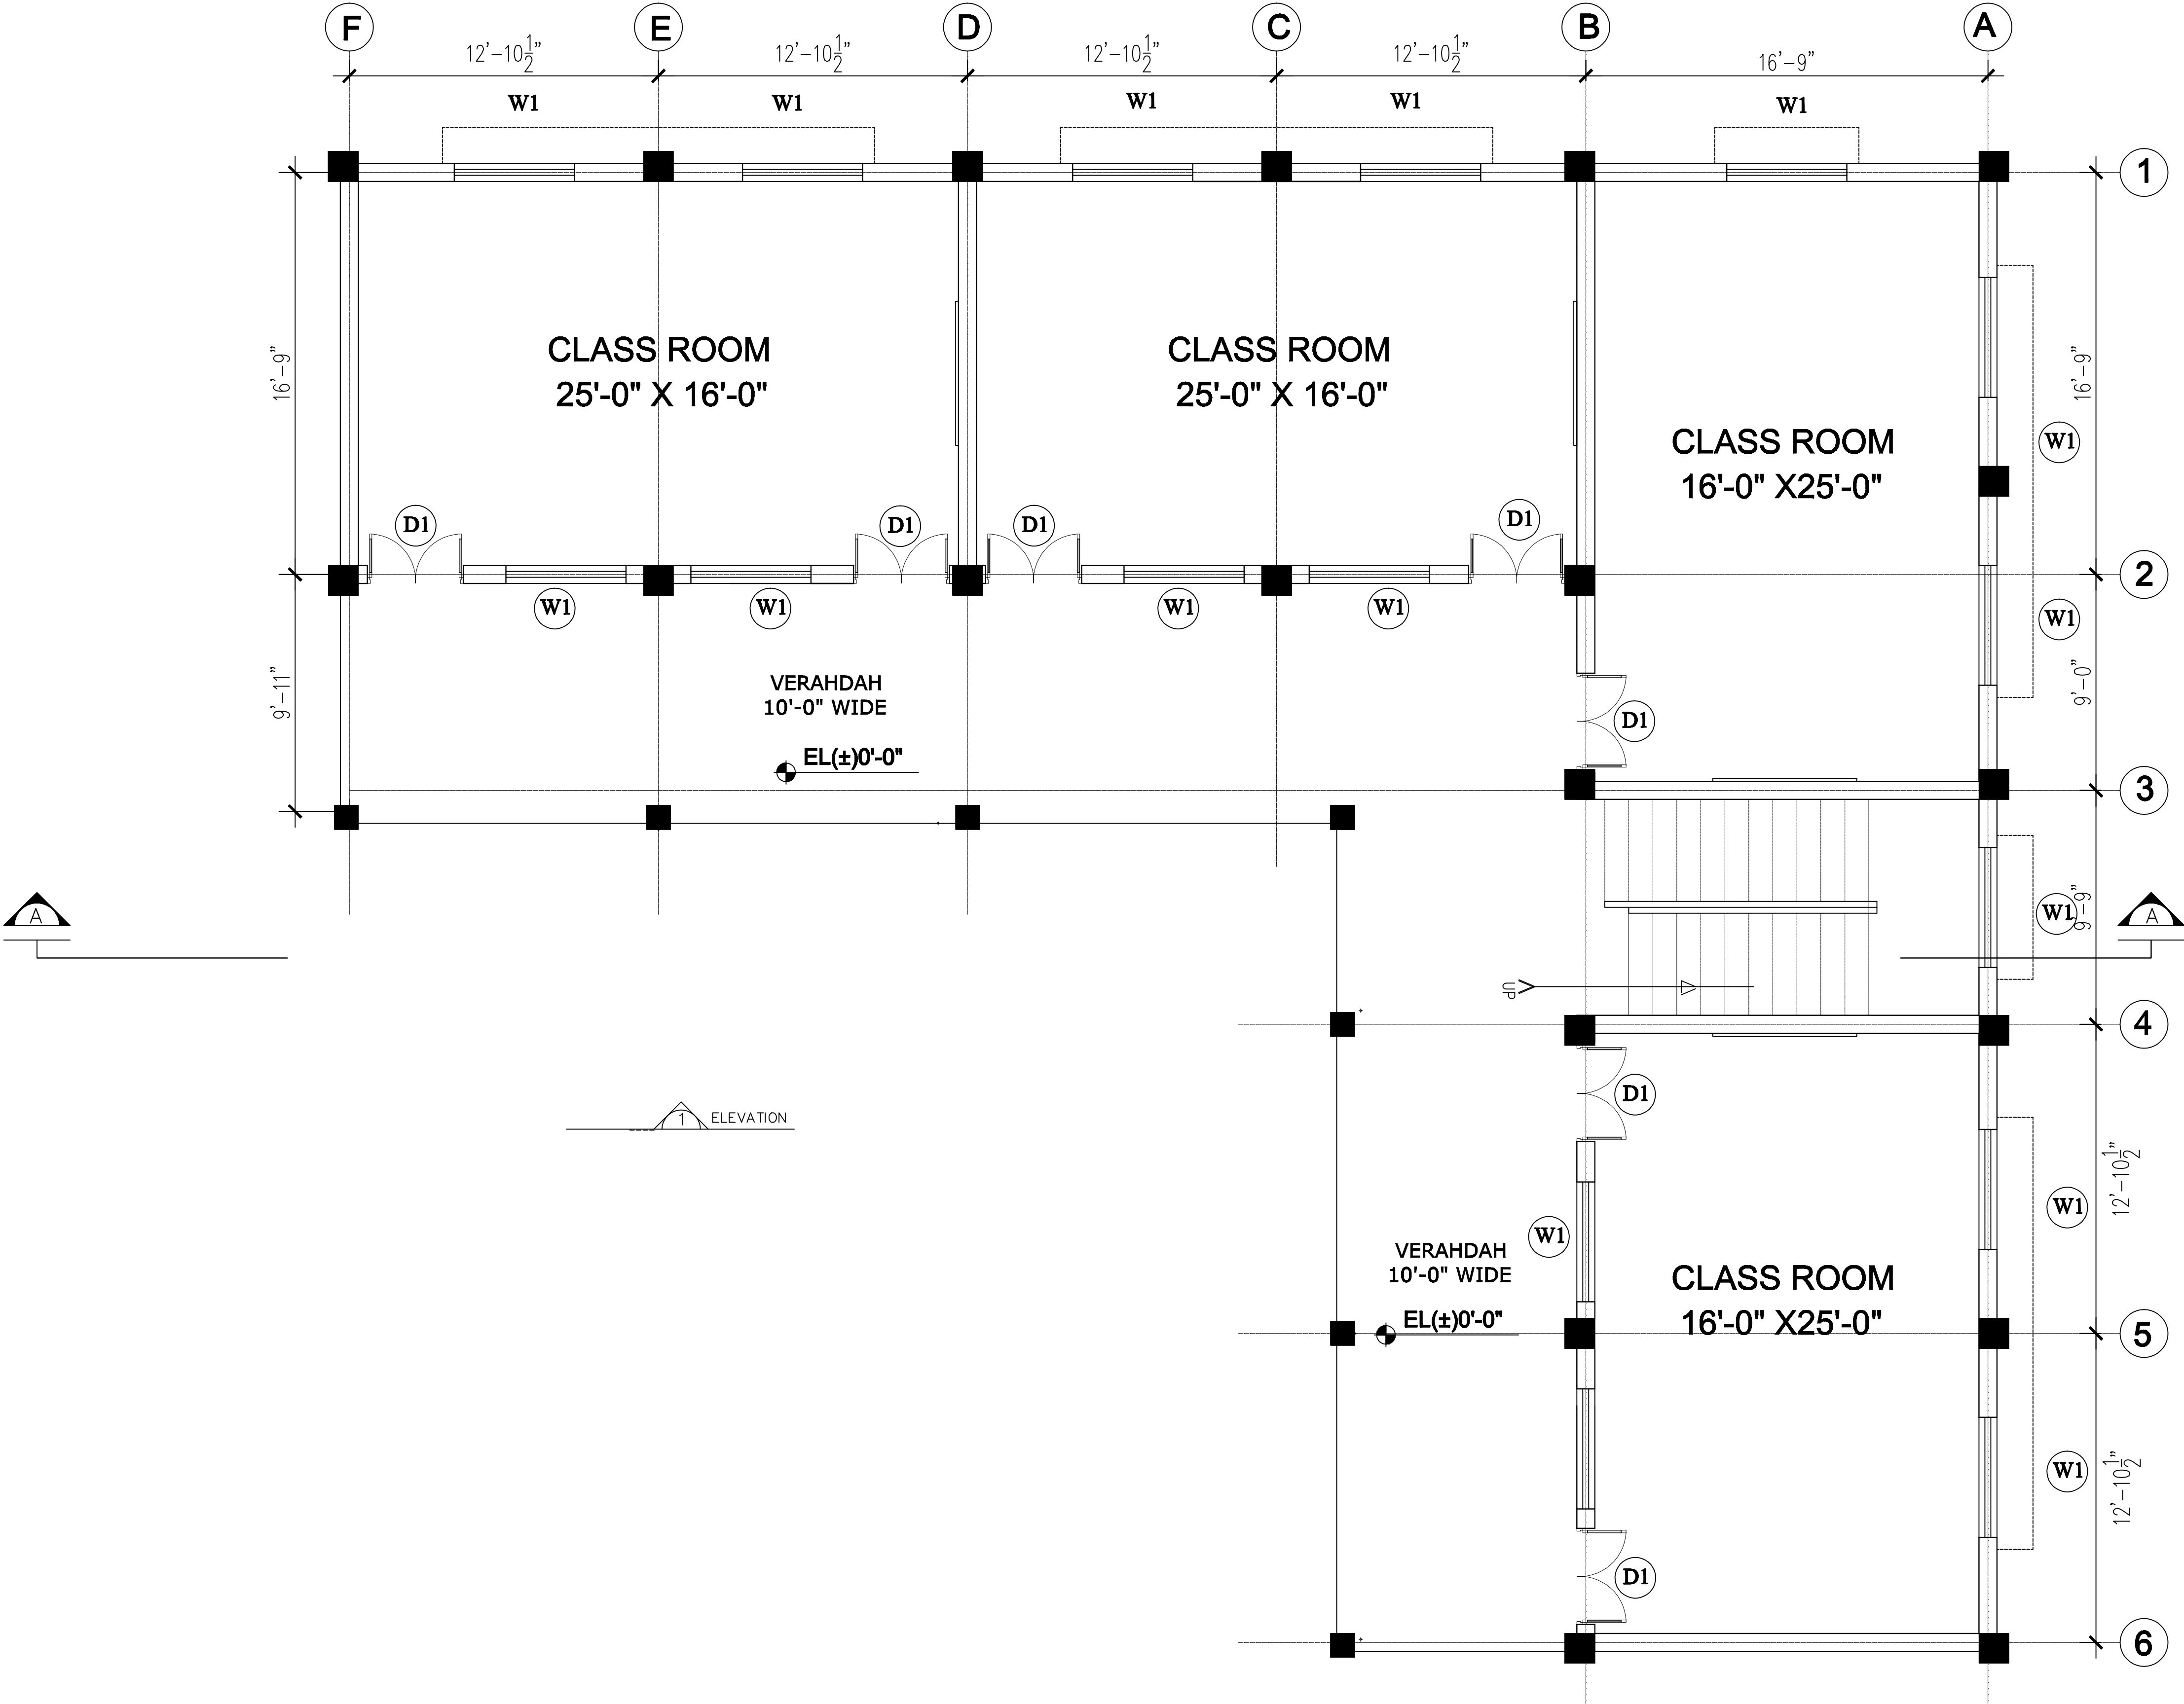 F E D C B A
12'-10½" 12'-10½" 12'-10½" 12'-10½" 16'-9"
W1 W1 W1 W1 W1
1
16'-9"
CLASS ROOM
25'-0" X 16'-0"
CLASS ROOM
25'-0" X 16'-0"
16'-9"
CLASS ROOM
16'-0" X25'-0"
W1
D1 D1 D1 D1
2
W1 W1 W1 W1
W1
9'-11"
VERAHDAH
10'-0" WIDE
EL(±)0'-0"
D1
9'-0"
3
A
W1
9'-9"
A
UP
4
1
ELEVATION
D1
W1
12'-10½"
W1
VERAHDAH
10'-0" WIDE
EL(±)0'-0"
CLASS ROOM
16'-0" X25'-0"
5
W1
12'-10½"
D1
6